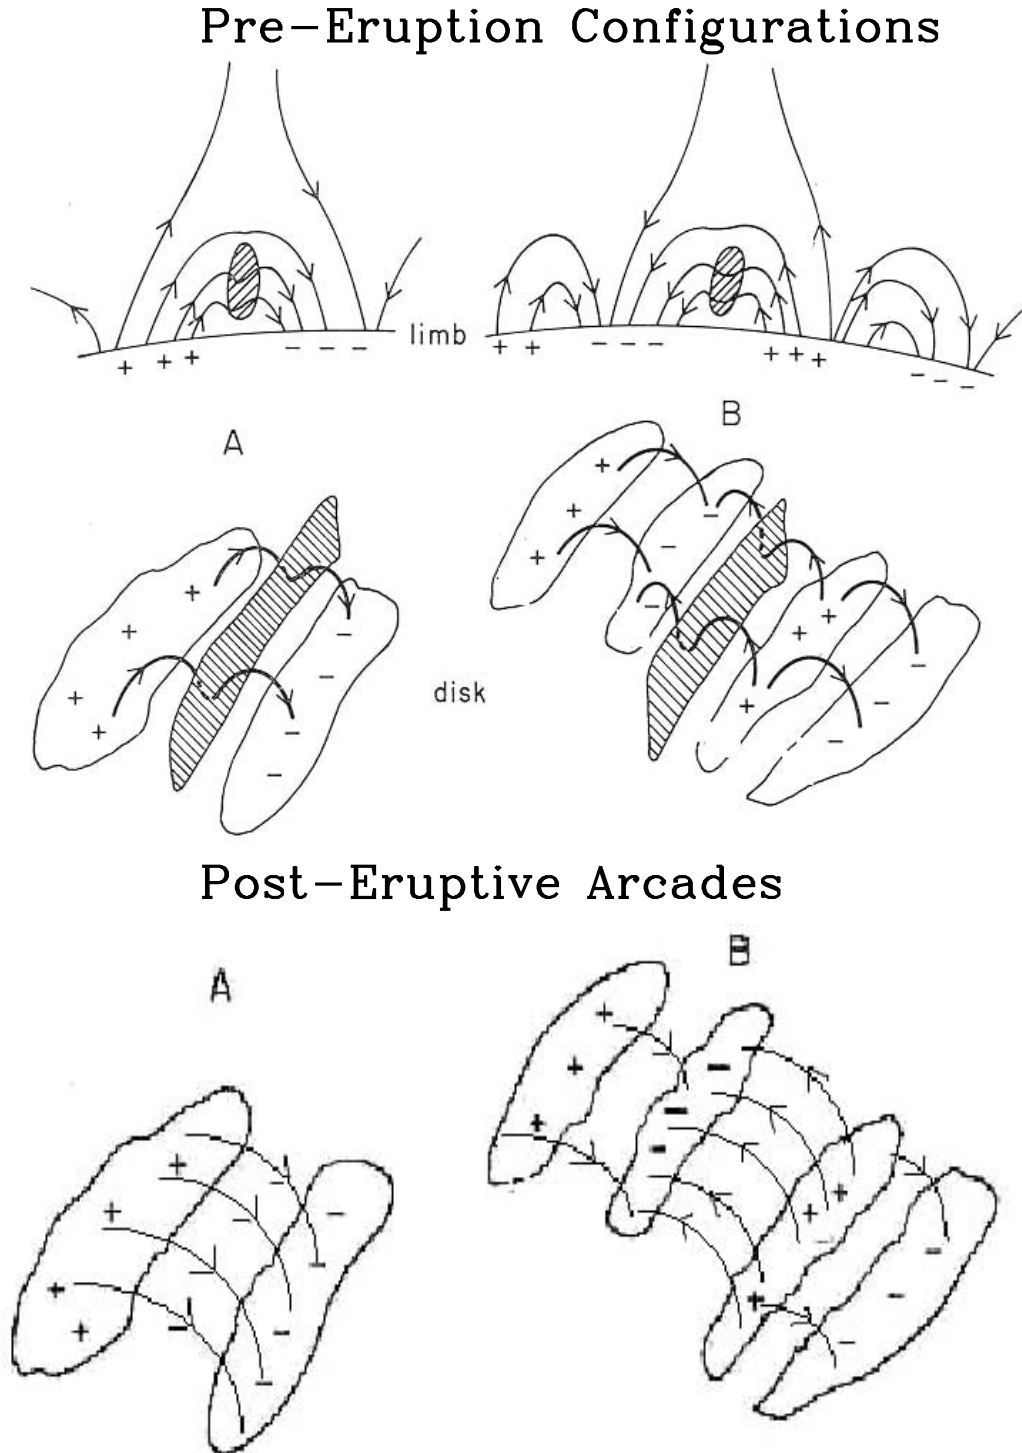 Pre-Eruption Configurations
limb
A
B
disk
Post-Eruptive Arcades
A
B